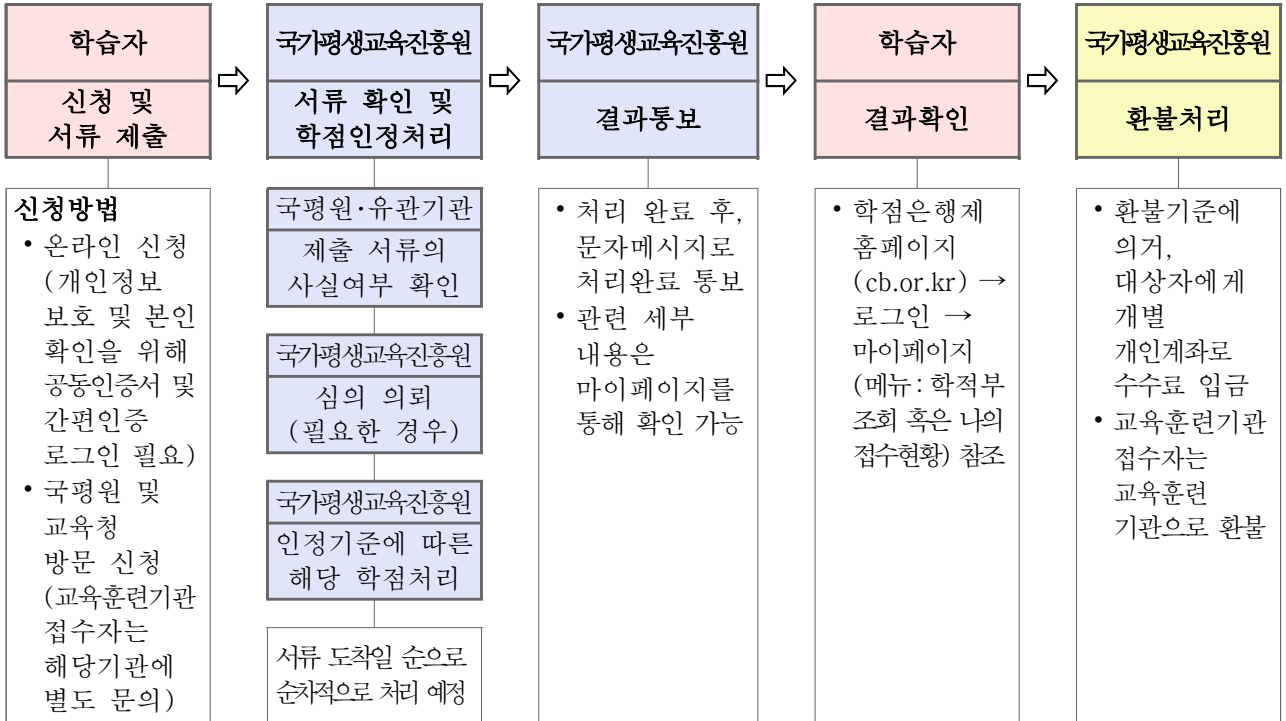 학습자
신청 및
서류 제출
신청방법
• 온라인 신청
(개인정보
보호 및 본인
확인을 위해
공동인증서 및
간편인증
로그인 필요)
• 국평원 및
교육청
방문 신청
(교육훈련기관
접수자는
해당기관에
별도 문의)
⇨
국가평생교육진흥원
서류 확인 및
학점인정처리
국평원·유관기관
제출 서류의
사실여부 확인
국가평생교육진흥원
심의 의뢰
(필요한 경우)
국가평생교육진흥원
인정기준에 따른
해당 학점처리
서류 도착일 순으로
순차적으로 처리 예정
⇨
국가평생교육진흥원
결과통보
• 처리 완료 후,
문자메시지로
처리완료 통보
• 관련 세부
내용은
마이페이지를
통해 확인 가능
⇨
학습자
결과확인
• 학점은행제
홈페이지
(cb.or.kr) →
로그인 →
마이페이지
(메뉴: 학적부
조회 혹은 나의
접수현황) 참조
⇨
국가평생교육진흥원
환불처리
• 환불기준에
의거,
대상자에게
개별
개인계좌로
수수료 입금
• 교육훈련기관
접수자는
교육훈련
기관으로 환불